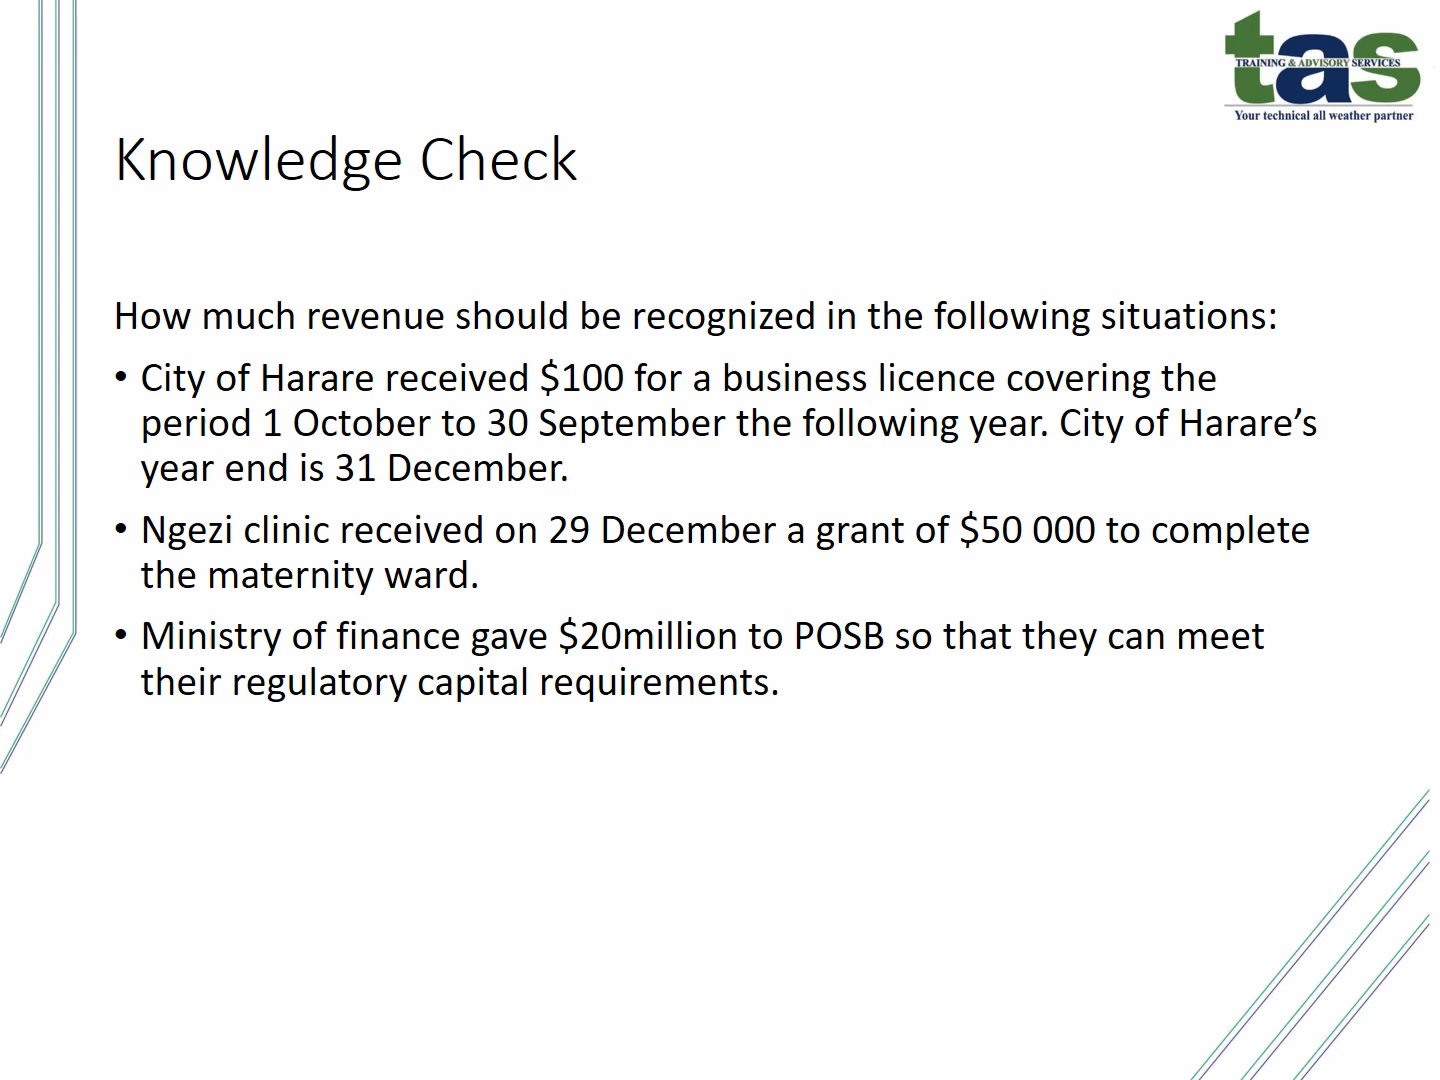 tas
TRAINING & ADVISORY SERVICES
Your technical all weather partner
Knowledge Check
How much revenue should be recognized in the following situations:
• City of Harare received $100 for a business licence covering the
period 1 October to 30 September the following year. City of Harare’s
year end is 31 December.
• Ngezi clinic received on 29 December a grant of $50 000 to complete
the maternity ward.
• Ministry of finance gave $20million to POSB so that they can meet
their regulatory capital requirements.